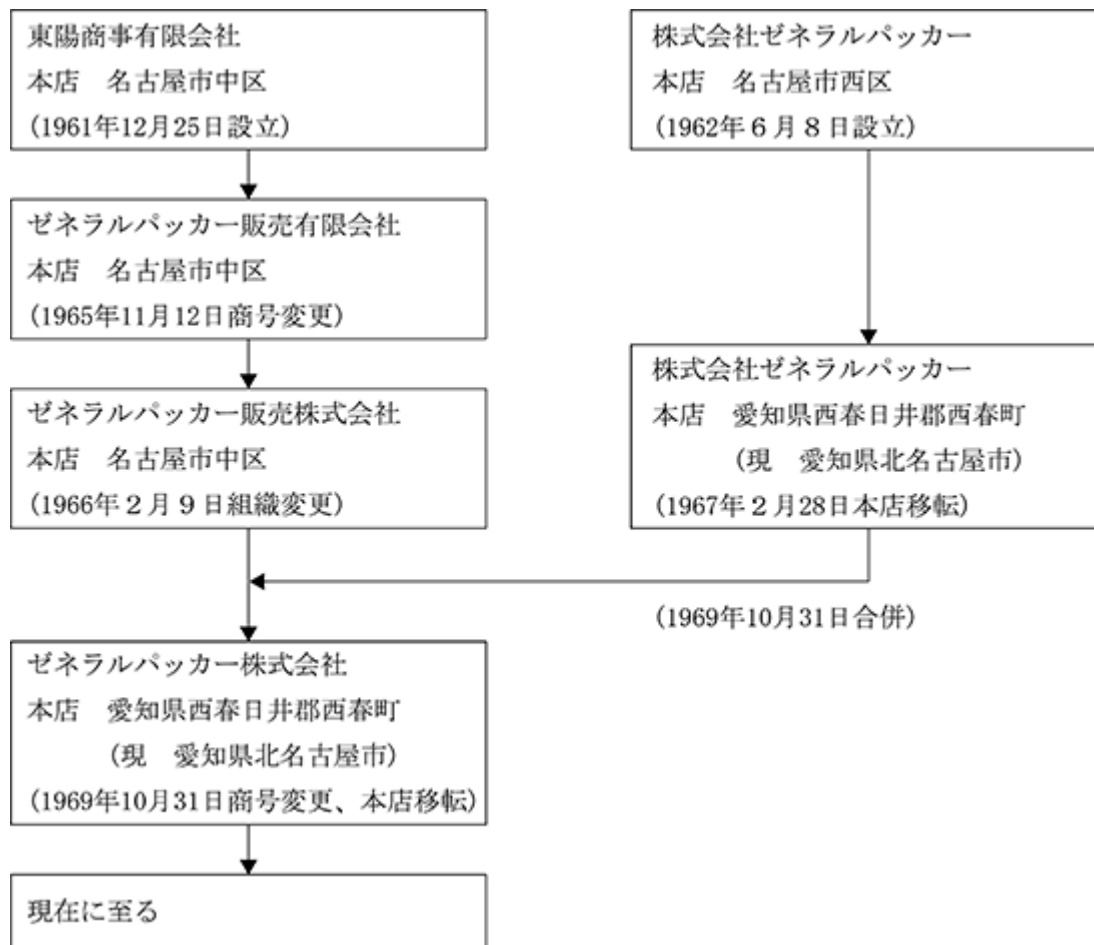 東陽商事有限会社
本店　名古屋市中区
(1961年12月25日設立)
ゼネラルパッカー販売有限会社
本店　名古屋市中区
(1965年11月12日商号変更)
ゼネラルパッカー販売株式会社
本店　名古屋市中区
(1966年２月９日組織変更)
株式会社ゼネラルパッカー
本店　名古屋市西区
(1962年６月８日設立)
株式会社ゼネラルパッカー
本店　愛知県西春日井郡西春町
(現　愛知県北名古屋市)
(1967年２月28日本店移転)
(1969年10月31日合併)
ゼネラルパッカー株式会社
本店　愛知県西春日井郡西春町
(現　愛知県北名古屋市)
(1969年10月31日商号変更、本店移転)
現在に至る